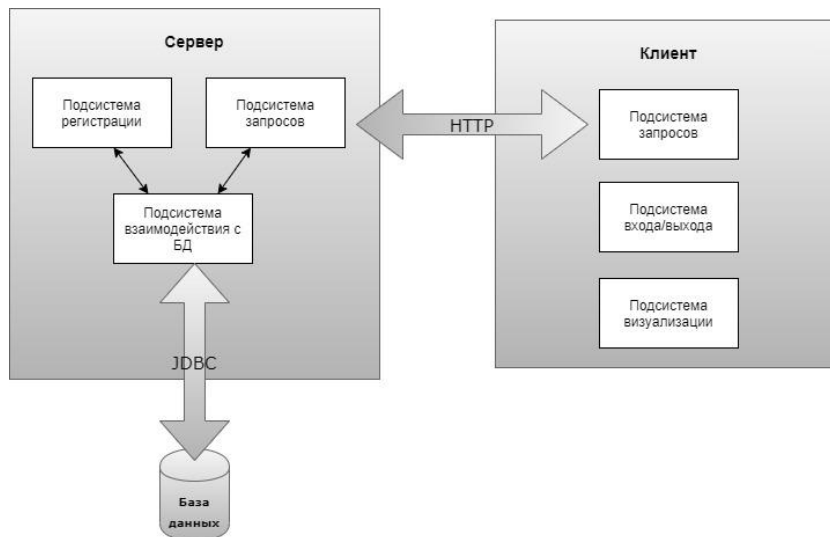 Сервер
Подсистема
регистрации
Подсистема
запросов
Подсистема
взаимодействия с
БД
JDBC
База
данных
HTTP
Клиент
Подсистема
запросов
Подсистема
входа/выхода
Подсистема
визуализации